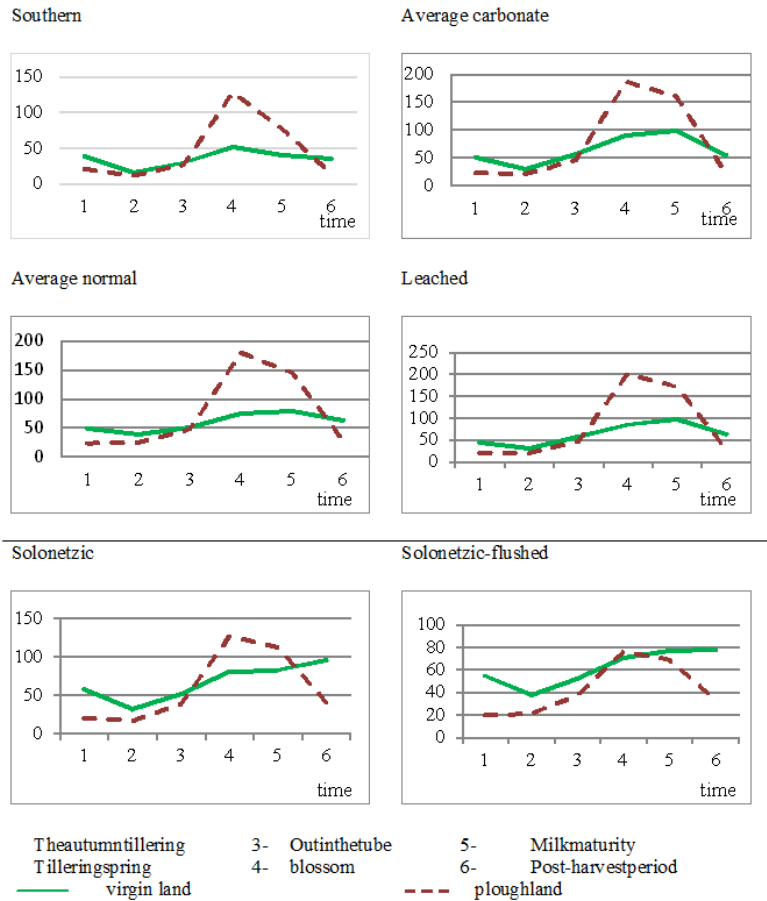 Southern
Average carbonate
150
100
50
0
1 2 3 4 5 6
time
200
150
100
50
0
1 2 3 4 5 6
time
Average normal
Leached
200
150
100
50
0
1 2 3 4 5 6
time
250
200
150
100
50
0
1 2 3 4 5 6
time
Solonetzic
Solonetzic-flushed
150
100
50
0
1 2 3 4 5 6
time
100
80
60
40
20
0
1 2 3 4 5 6
time
Theautumntillering 3- Outinthetube 5- Milkmaturity
Tilleringspring 4- blossom 6- Post-harvestperiod
virgin land ploughland